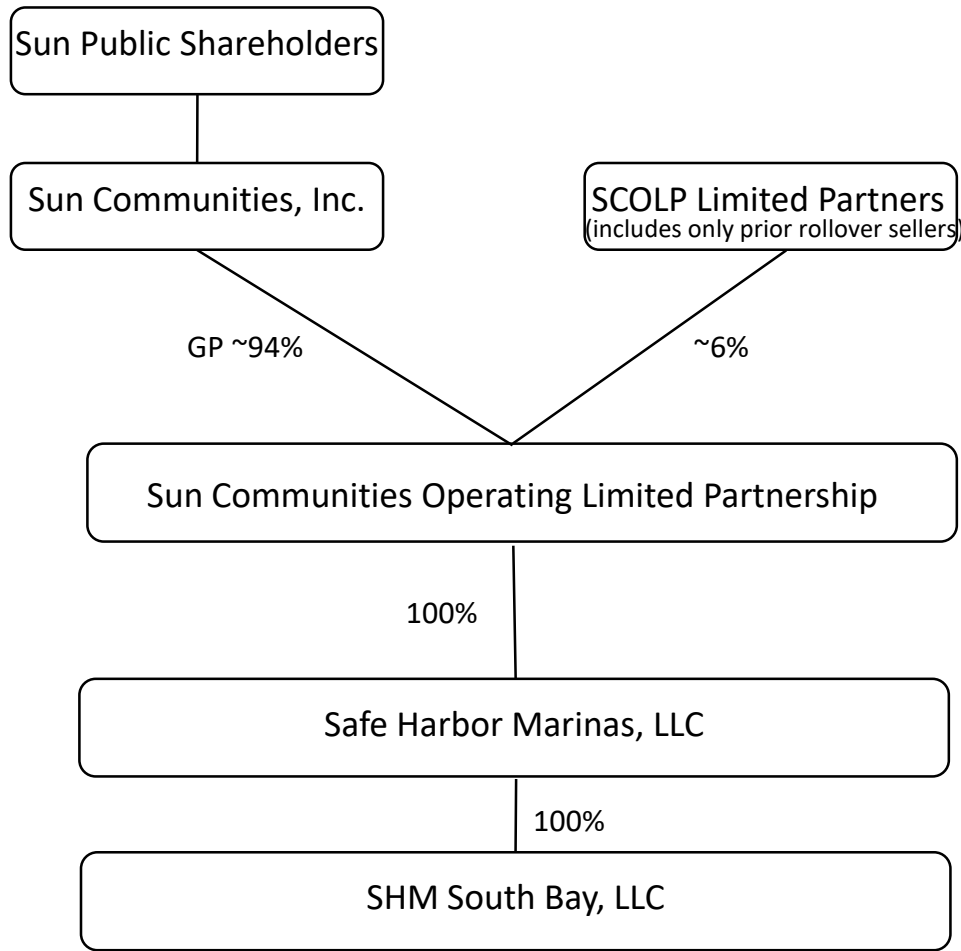 Sun Public Shareholders
Sun Communities, Inc.
SCOLP Limited Partners
(includes only prior rollover sellers)
GP ~94%
~6%
Sun Communities Operating Limited Partnership
100%
Safe Harbor Marinas, LLC
100%
SHM South Bay, LLC